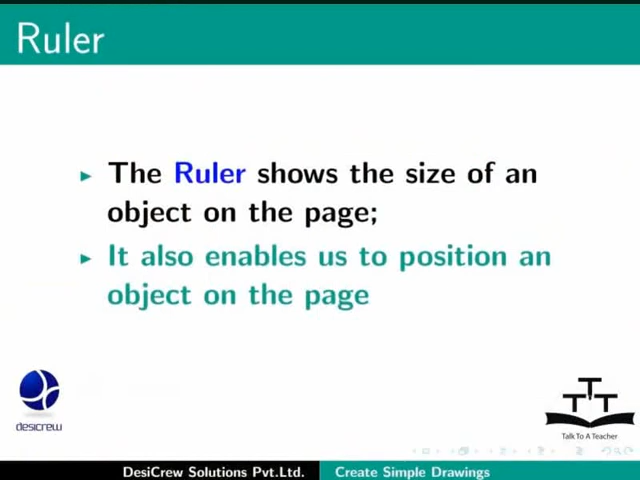 Ruler
The Ruler shows the size of an
object on the page;
It also enables us to position an
object on the page
desicrew
TTT
Talk To A Teacher
DesiCrew Solutions Pvt.Ltd. Create Simple Drawings